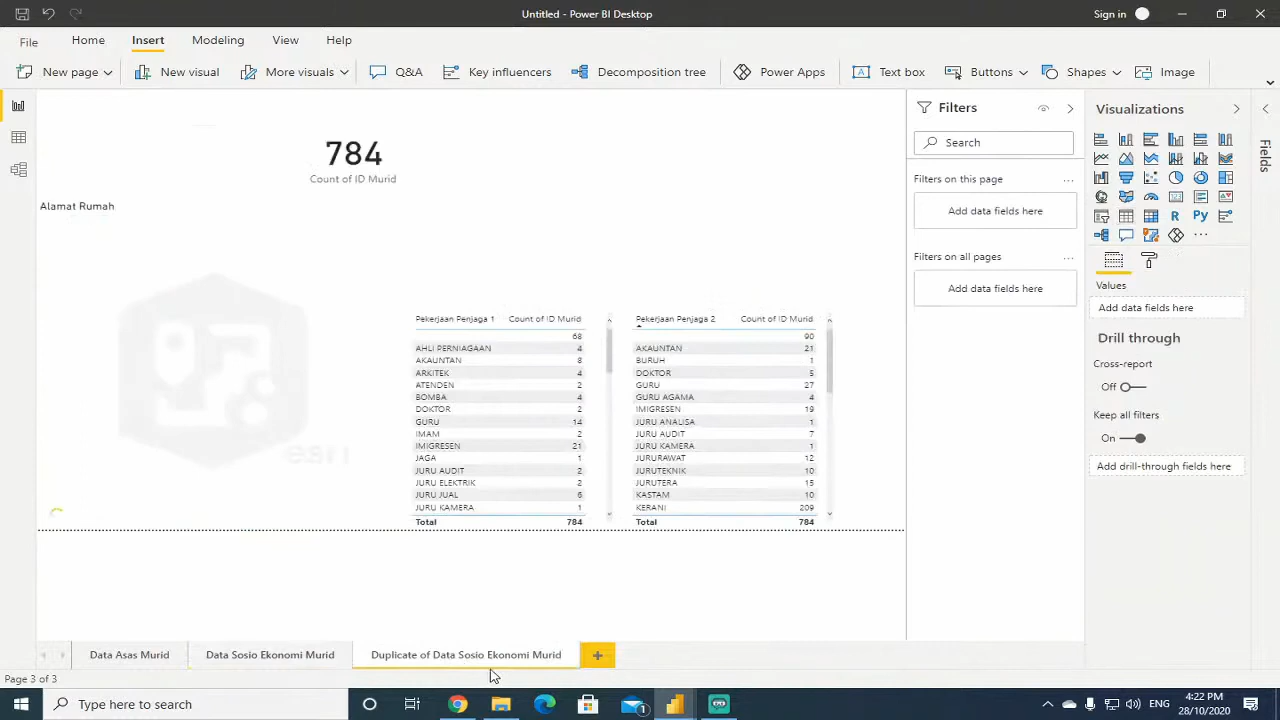 Untitled - Power BI Desktop
Sign in
File
Home
Insert
Modeling
View
Help
New page
New visual
More visuals
Q&A
Key influencers
Decomposition tree
Power Apps
Text box
Buttons
Shapes
Image
784
Count of ID Murid
Alamat Rumah
Pekerjaan Penjaga 1 Count of ID Murid
68
AHLI PERNIAGAAN 4
AKAUNTAN 8
ARKITEK 4
ATENDEN 2
BOMBA 4
DOKTOR 2
GURU 14
IMAM 2
IMIGRESEN 21
JAGA 1
JURU AUDIT 2
JURU ELEKTRIK 2
JURU JUAL 6
JURU KAMERA 1
Total 784
Pekerjaan Penjaga 2 Count of ID Murid
90
AKAUNTAN 21
BURUH 1
DOKTOR 5
GURU 27
GURU AGAMA 4
IMIGRESEN 19
JURU ANALISA 1
JURU AUDIT 7
JURU KAMERA 1
JURURAWAT 12
JURUTEKNIK 10
JURUTERA 15
KASTAM 10
KERANI 209
Total 784
Filters
Search
Filters on this page
Add data fields here
Filters on all pages
Add data fields here
Visualizations
R
Py
Values
Add data fields here
Drill through
Cross-report
Off
Keep all filters
On
Add drill-through fields here
Fields
Data Asas Murid
Data Sosio Ekonomi Murid
Duplicate of Data Sosio Ekonomi Murid
Page 3 of 3
Type here to search
1
ENG
4:22 PM
28/10/2020